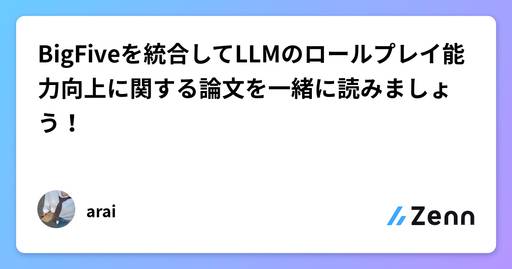 BigFiveを統合してLLMのロールプレイ能
力向上に関する論文を一緒に読みましょ
う！
arai
Zenn